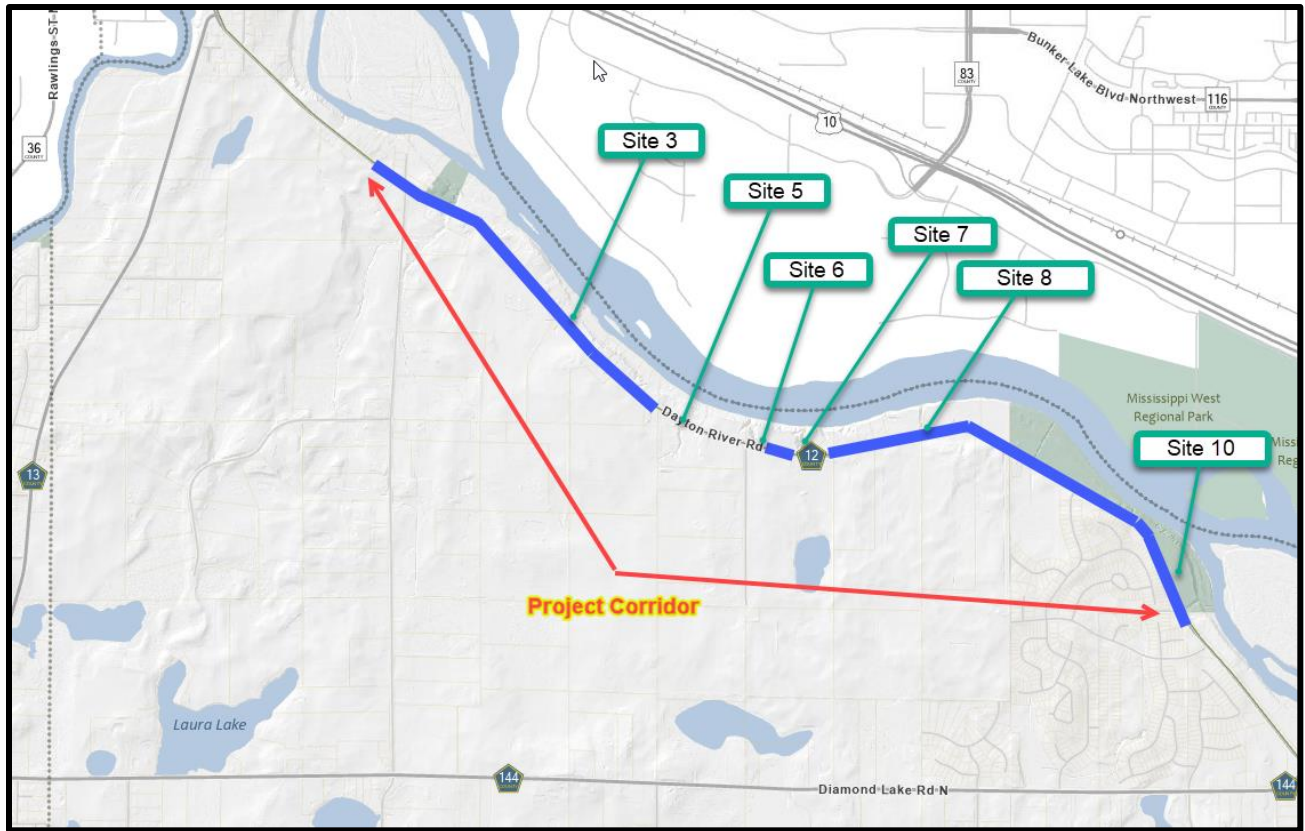 Rawlings ST N
36
COUNTY
83
COUNTY
Bunker Lake Blvd Northwest
116
COUNTY
10
Site 3
Site 5
Site 7
Site 6
Site 8
Mississippi West
Regional Park
Site 10
Dayton River Rd
12
COUNTY
13
COUNTY
Project Corridor
Laura Lake
144
COUNTY
Diamond Lake Rd N
144
COUNTY